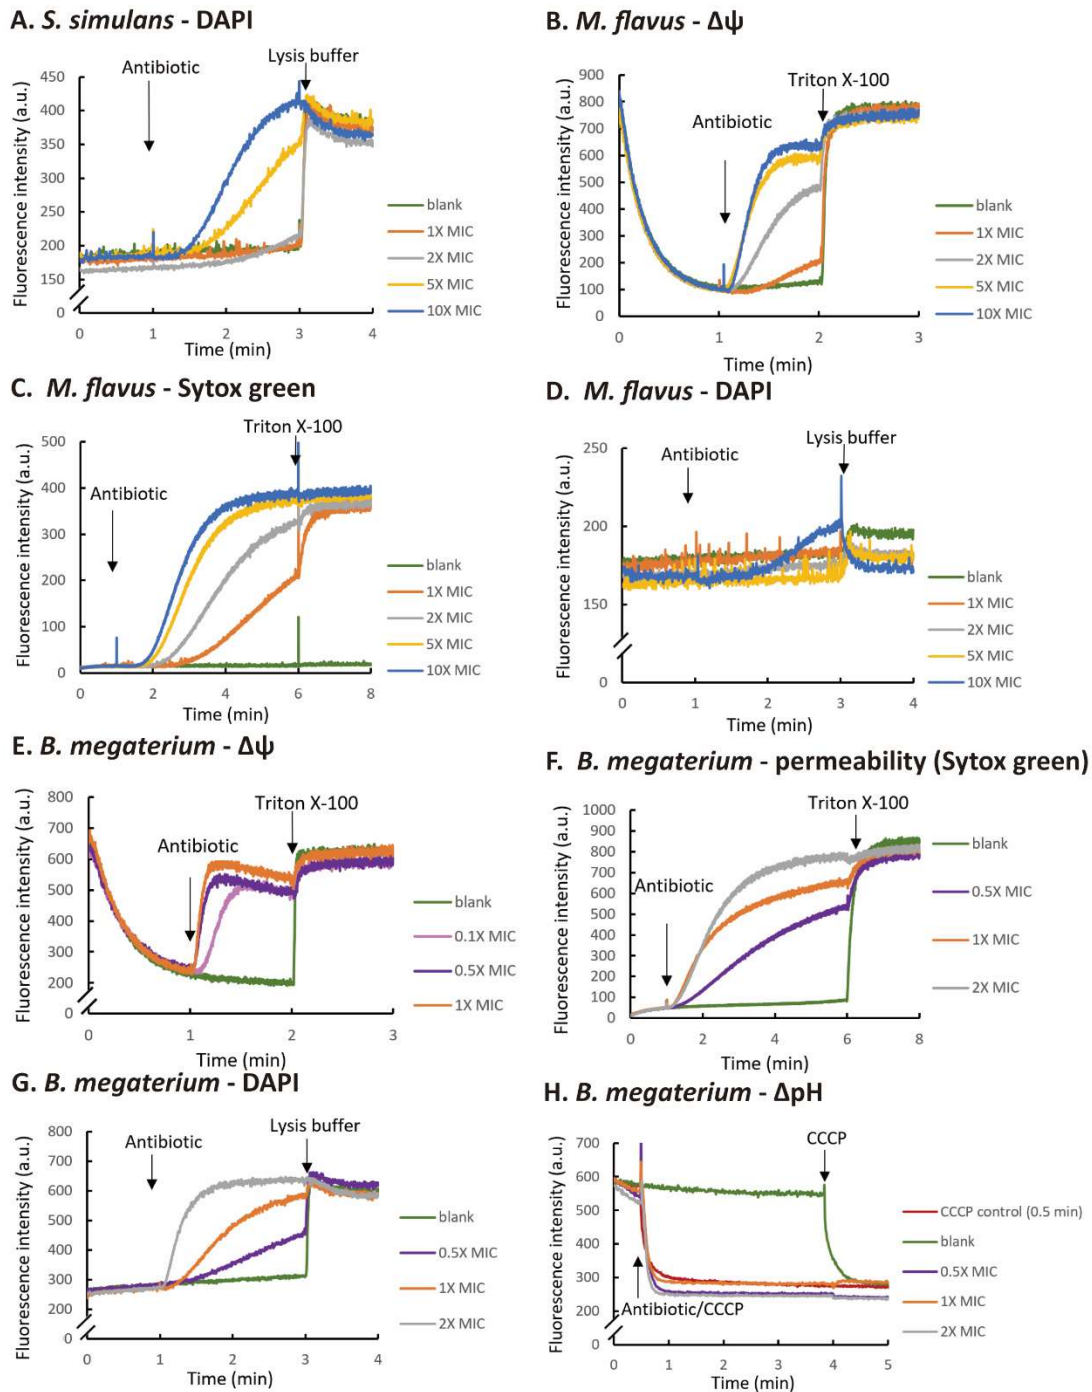 A. S. simulans - DAPI
Lysis buffer
Antibiotic
Fluorescence intensity (a.u.)
450
400
350
300
250
200
150
0
0 1 2 3 4
Time (min)
blank
1X MIC
2X MIC
5X MIC
10X MIC
B. M. flavus - Δψ
Triton X-100
Antibiotic
Fluorescence intensity (a.u.)
900
800
700
600
500
400
300
200
100
0
0 1 2 3
Time (min)
blank
1X MIC
2X MIC
5X MIC
10X MIC
C. M. flavus - Sytox green
Triton X-100
Antibiotic
Fluorescence intensity (a.u.)
500
400
300
200
100
0
0 2 4 6 8
Time (min)
blank
1X MIC
2X MIC
5X MIC
10X MIC
D. M. flavus - DAPI
Lysis buffer
Antibiotic
Fluorescence intensity (a.u.)
250
200
150
0
0 1 2 3 4
Time (min)
blank
1X MIC
2X MIC
5X MIC
10X MIC
E. B. megaterium - Δψ
Triton X-100
Antibiotic
Fluorescence intensity (a.u.)
800
700
600
500
400
300
200
0
0 1 2 3
Time (min)
blank
0.1X MIC
0.5X MIC
1X MIC
F. B. megaterium - permeability (Sytox green)
Triton X-100
Antibiotic
Fluorescence intensity (a.u.)
1000
900
800
700
600
500
400
300
200
100
0
0 2 4 6 8
Time (min)
blank
0.5X MIC
1X MIC
2X MIC
G. B. megaterium - DAPI
Lysis buffer
Antibiotic
Fluorescence intensity (a.u.)
800
700
600
500
400
300
200
0
0 1 2 3 4
Time (min)
blank
0.5X MIC
1X MIC
2X MIC
H. B. megaterium - ΔpH
CCCP
Antibiotic/CCCP
Fluorescence intensity (a.u.)
700
600
500
400
300
200
0
0 1 2 3 4 5
Time (min)
CCCP control (0.5 min)
blank
0.5X MIC
1X MIC
2X MIC